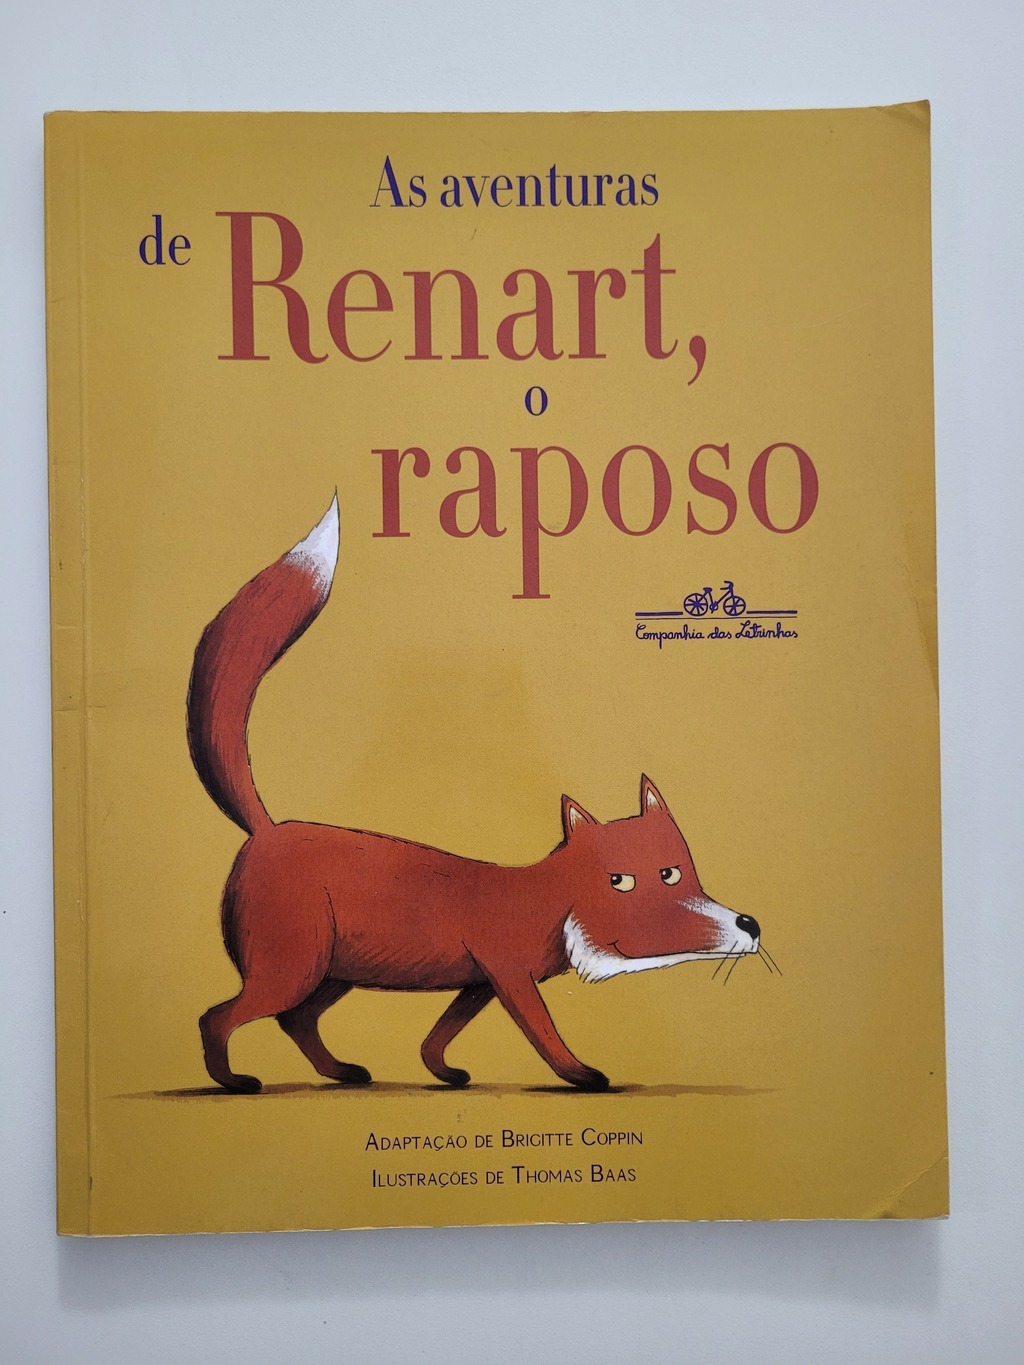 As aventuras
de Renart,
o
raposo
Companhia das Letrinhas
Adaptação de Brigitte Coppin
Ilustrações de Thomas Baas